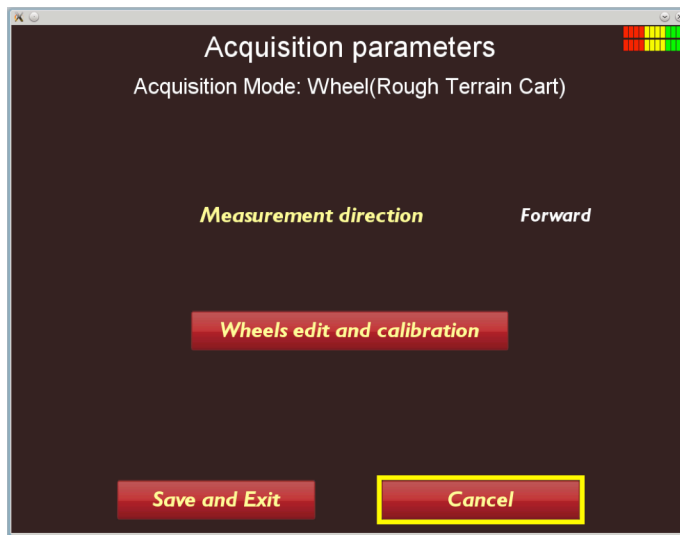 Acquisition parameters
Acquisition Mode: Wheel(Rough Terrain Cart)
Measurement direction Forward
Wheels edit and calibration
Save and Exit Cancel